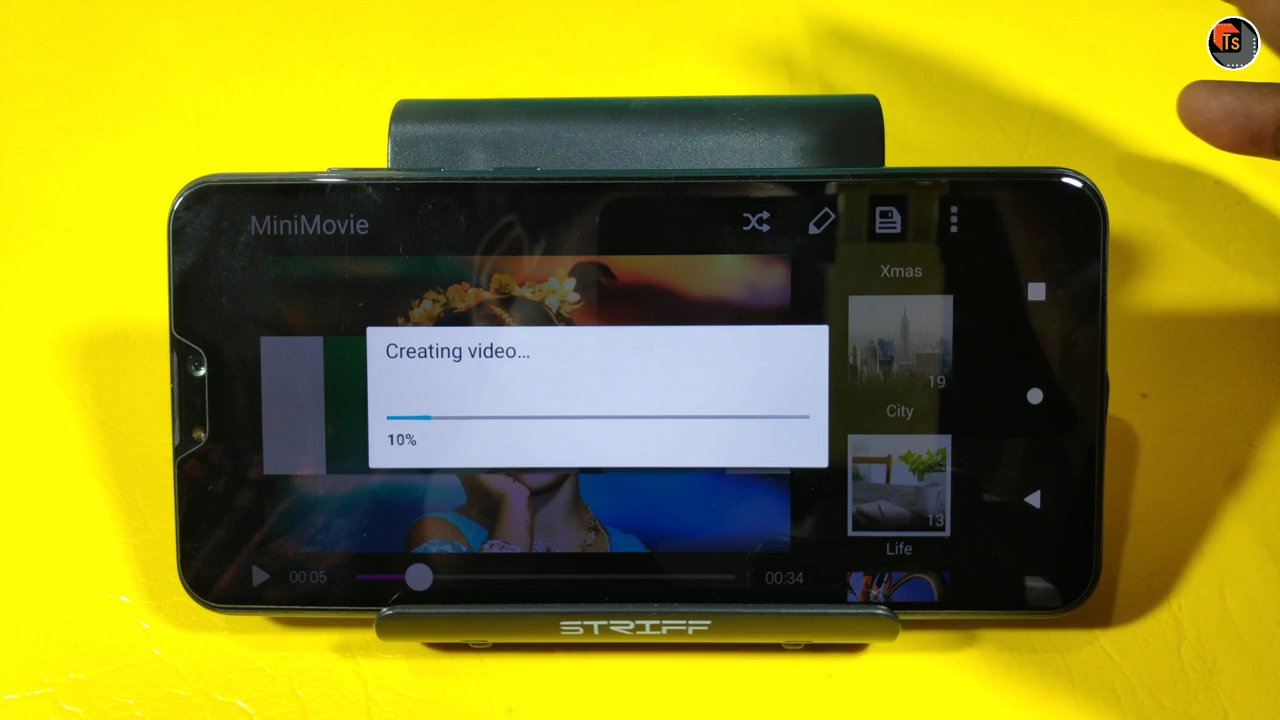 Ts
MiniMovie
Xmas
19
City
Creating video...
10%
13
Life
00:05
00:34
STRIFF